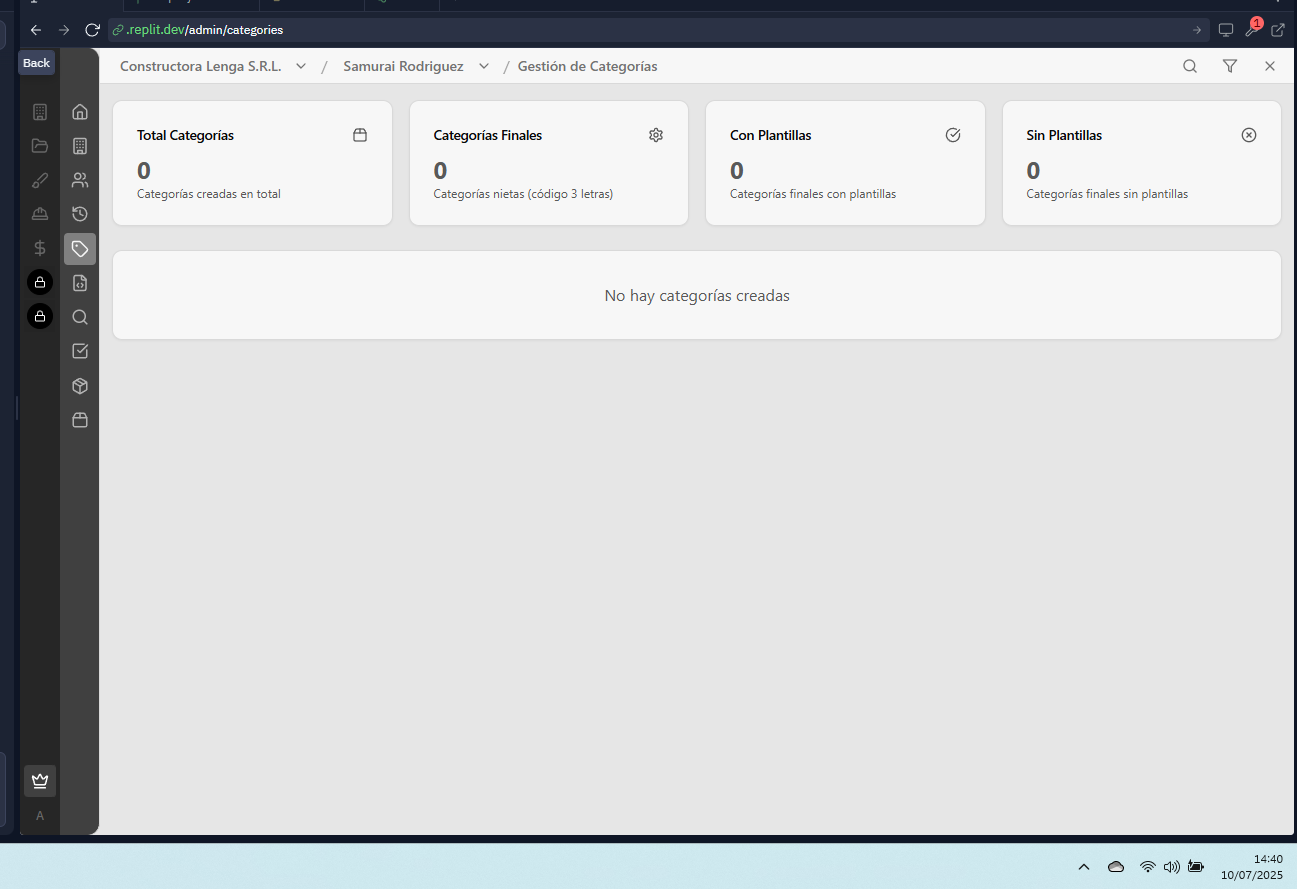 .replit.dev/admin/categories
1
Back
Constructora Lenga S.R.L. / Samurai Rodriguez / Gestión de Categorías
Total Categorías
0
Categorías creadas en total
Categorías Finales
0
Categorías nietas (código 3 letras)
Con Plantillas
0
Categorías finales con plantillas
Sin Plantillas
0
Categorías finales sin plantillas
No hay categorías creadas
A
14:40
10/07/2025